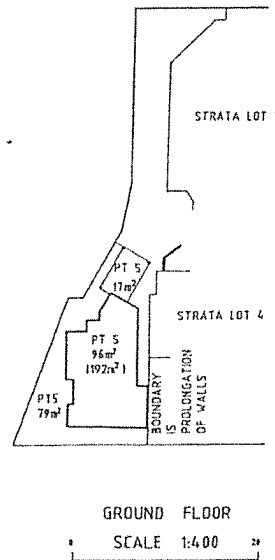 STRATA LOT
PT 5
17m²
STRATA LOT 4
PT 5
96m²
(192m²)
PT5
79m²
BOUNDARY
IS
PROLONGATION
OF WALLS
GROUND FLOOR
SCALE 1:400